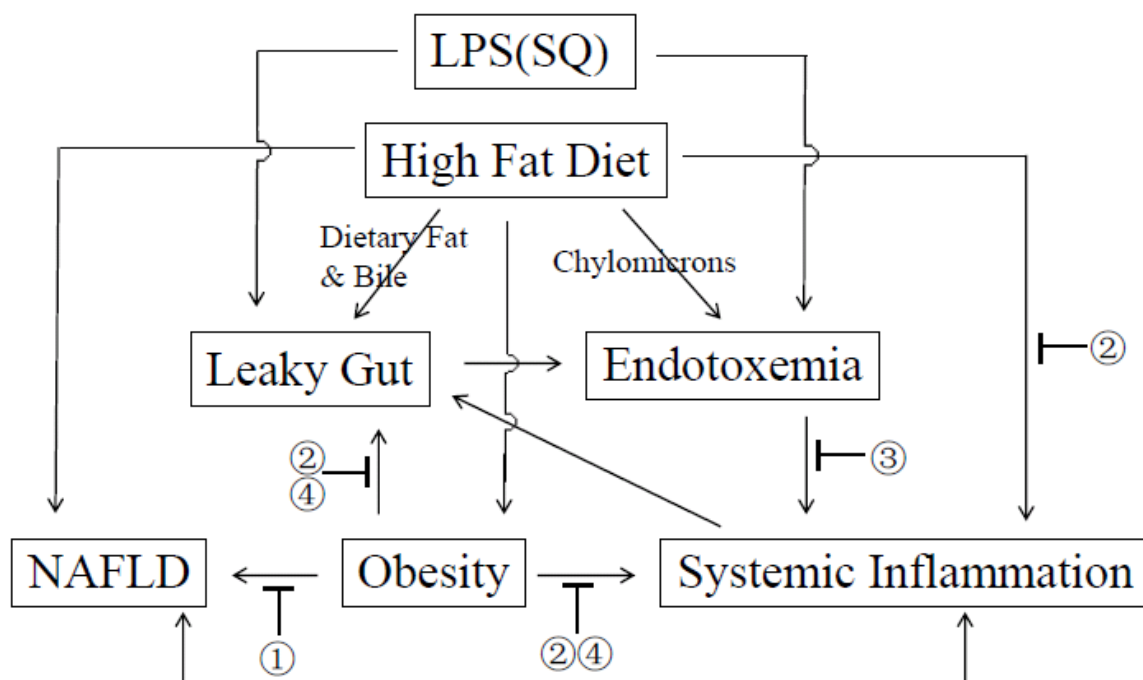 LPS(SQ)
High Fat Diet
Dietary Fat
& Bile
Chylomicrons
Leaky Gut
Endotoxemia
②
③
②
④
NAFLD
Obesity
Systemic Inflammation
①
②④